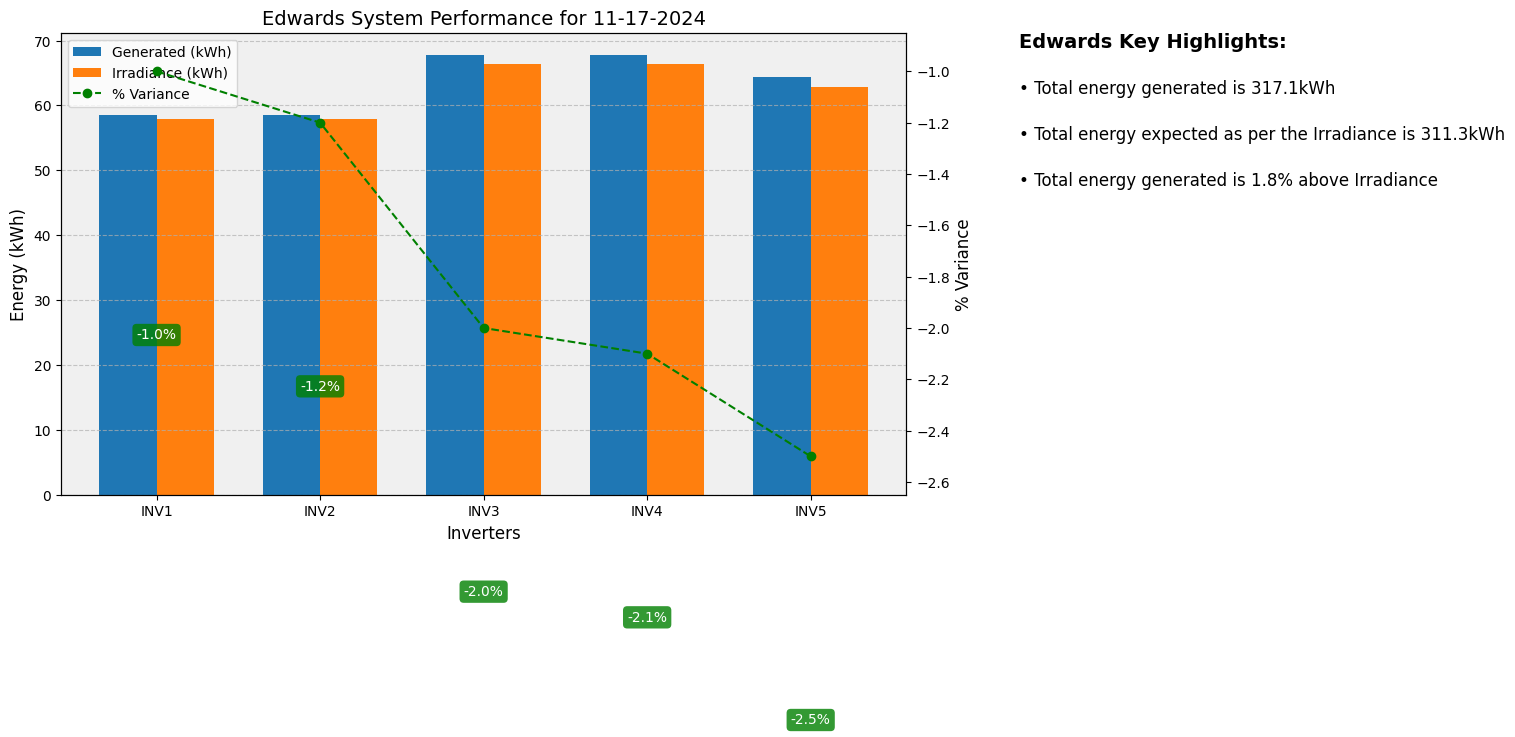 Edwards System Performance for 11-17-2024
Edwards Key Highlights:
• Total energy generated is 317.1kWh
• Total energy expected as per the Irradiance is 311.3kWh
• Total energy generated is 1.8% above Irradiance
Generated (kWh)
Irradiance (kWh)
% Variance
Energy (kWh)
70
60
50
40
30
20
10
0
-1.0%
-1.2%
-2.0%
-2.1%
-2.5%
−1.0
−1.2
−1.4
−1.6
−1.8
−2.0
−2.2
−2.4
−2.6
% Variance
INV1
INV2
INV3
INV4
INV5
Inverters